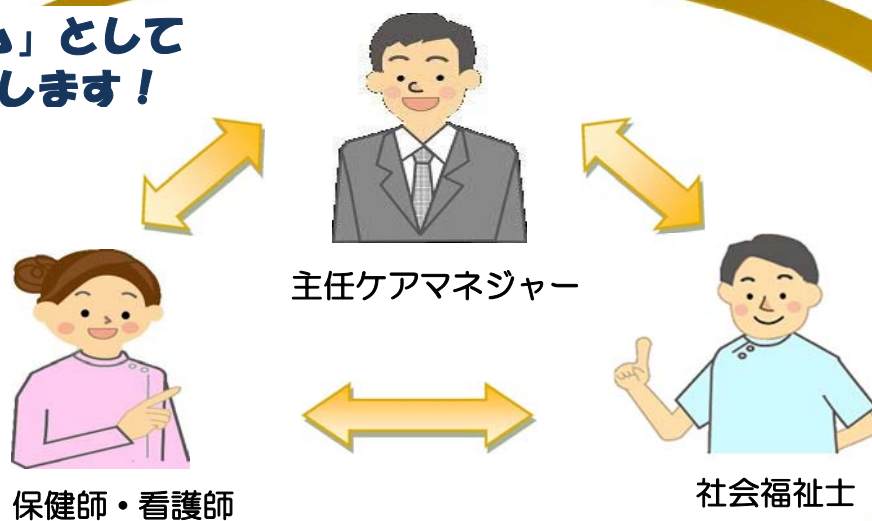 ム」として
します！
主任ケアマネジャー
保健師・看護師
社会福祉士